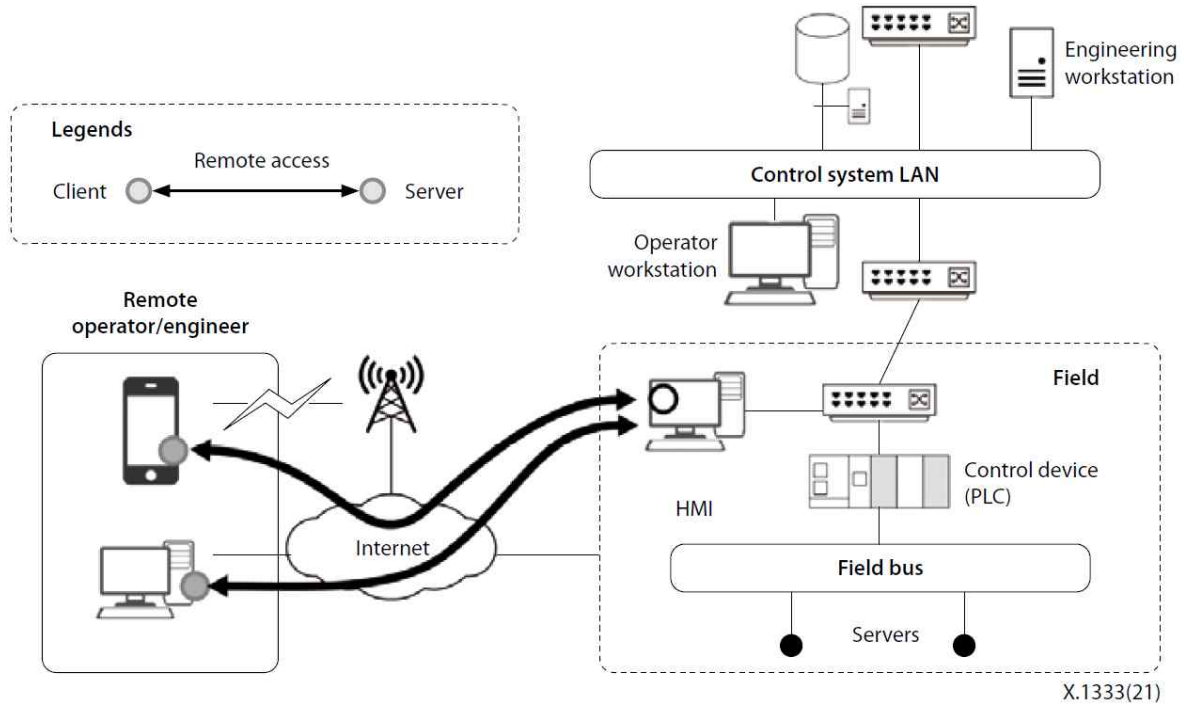 Engineering
workstation
Legends
Remote access
Client
Server
Control system LAN
Operator
workstation
Remote
operator/engineer
Field
Control device
(PLC)
HMI
Internet
Field bus
Servers
X.1333(21)